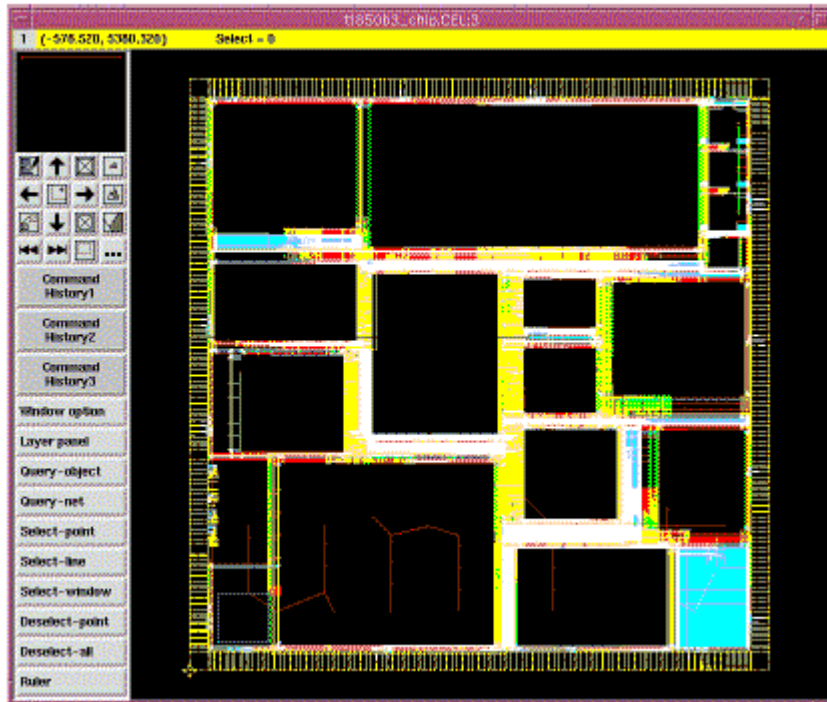 1 (-578.520, 5380.320) Select = 0
Command
History1
Command
History2
Command
History3
Window option
Layer panel
Query-object
Query-net
Select-point
Select-line
Select-window
Deselect-point
Deselect-all
Ruler